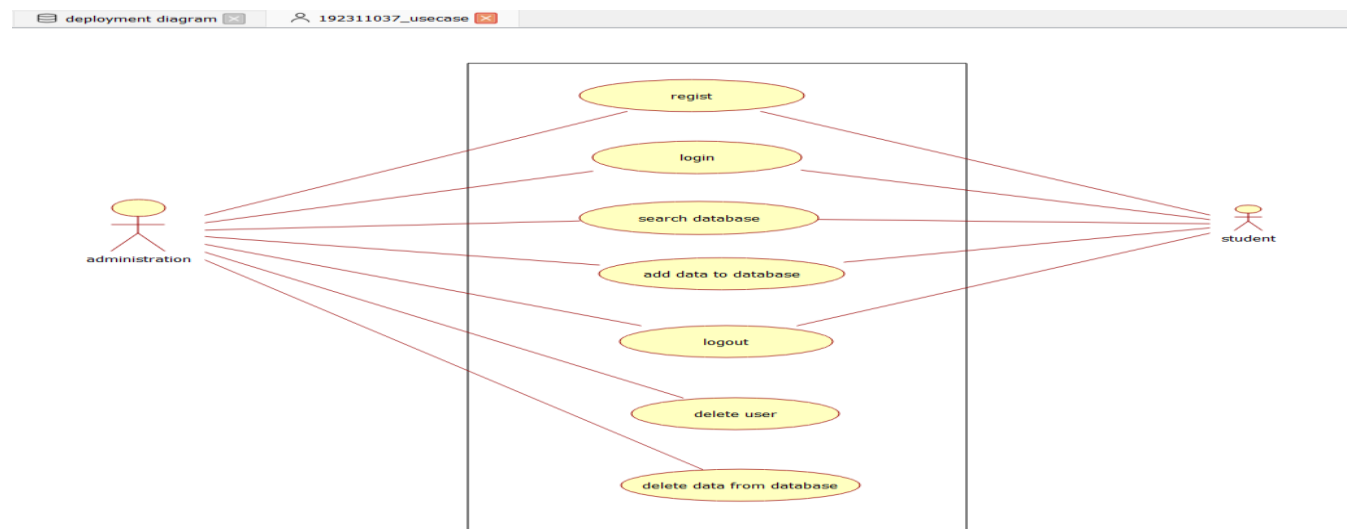 deployment diagram
192311037_usecase
regist
login
search database
administration
student
add data to database
logout
delete user
delete data from database